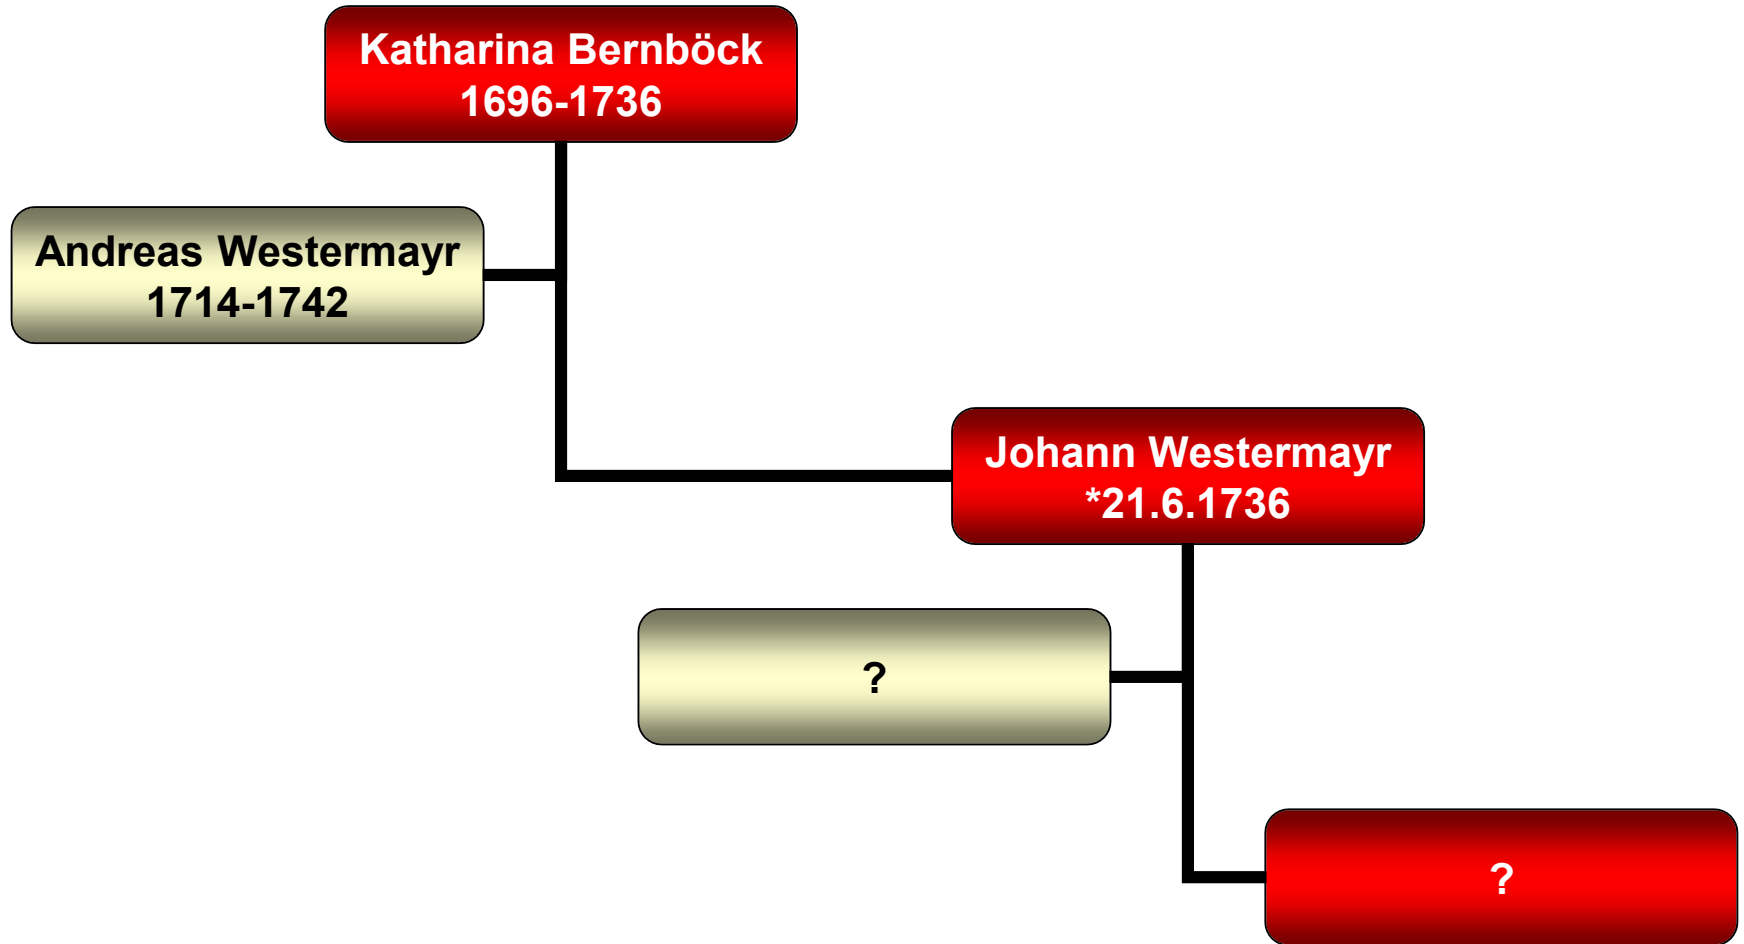 Katharina Bernböck
1696-1736
Andreas Westermayr
1714-1742
Johann Westermayr
*21.6.1736
?
?